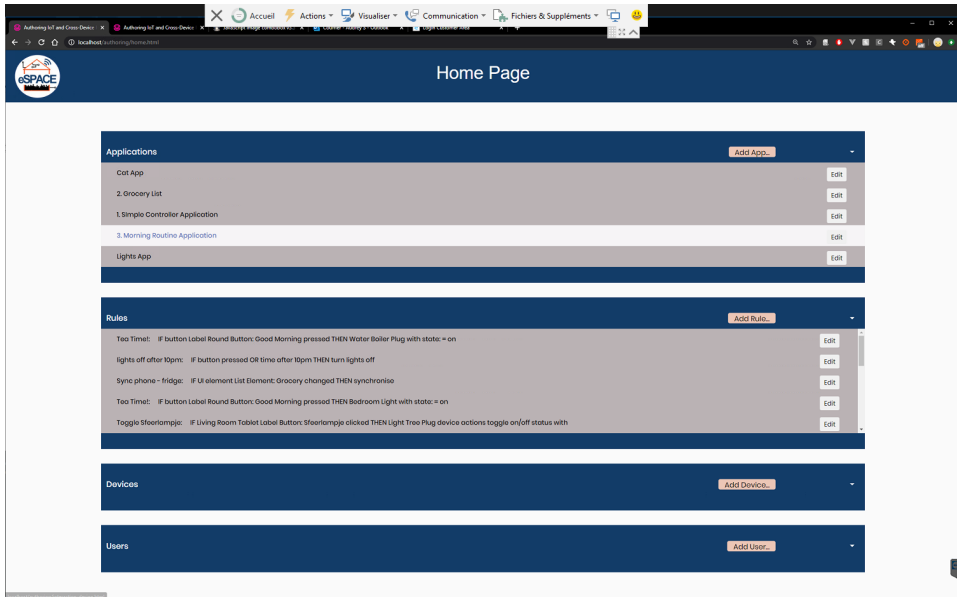 Accueil Actions Visualiser Communication Fichiers & Suppléments
Authoring IoT and Cross-Device Authoring IoT and Cross-Device Login Customer Area
localhost/authoring/home.html
eSPACE
Home Page
Applications Add App...
Cat App Edit
2. Grocery List Edit
1. SImple Controller Application Edit
3. Morning Routine Application Edit
Lights App Edit
Rules Add Rule...
Tea Time!: IF button Label Round Button: Good Morning pressed THEN Water Boiler Plug with state: = on Edit
lights off after 10pm: IF button pressed OR time after 10pm THEN turn lights off Edit
Sync phone - fridge: IF UI element List Element: Grocery changed THEN synchronise Edit
Tea Time!: IF button Label Round Button: Good Morning pressed THEN Bedroom Light with state: = on Edit
Toggle Sfeerlampje: IF Living Room Tablet Label Button: Sfeerlampje clicked THEN Light Tree Plug device actions toggle on/off status with Edit
Devices Add Device...
Users Add User...